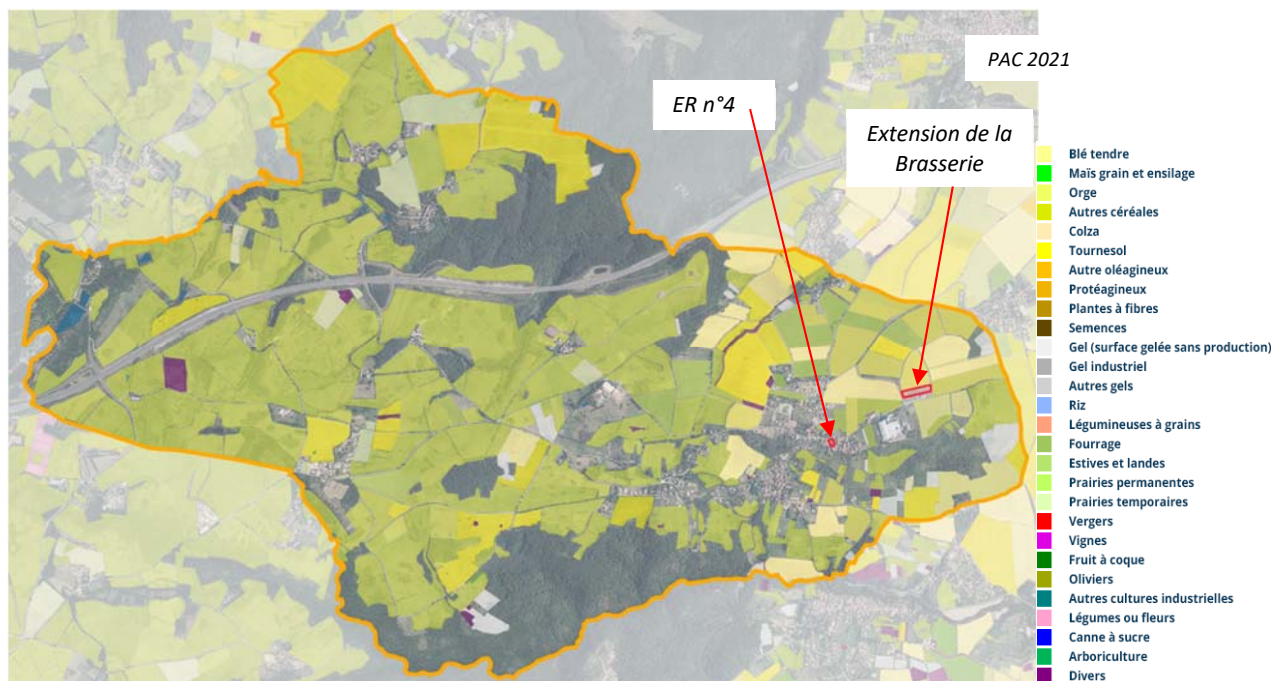 PAC 2021
ER n°4
Extension de la
Brasserie
Blé tendre
Maïs grain et ensilage
Orge
Autres céréales
Colza
Tournesol
Autre oléagineux
Protéagineux
Plantes à fibres
Semences
Gel (surface gelée sans production)
Gel industriel
Autres gels
Riz
Légumineuses à grains
Fourrage
Estives et landes
Prairies permanentes
Prairies temporaires
Vergers
Vignes
Fruit à coque
Oliviers
Autres cultures industrielles
Légumes ou fleurs
Canne à sucre
Arboriculture
Divers